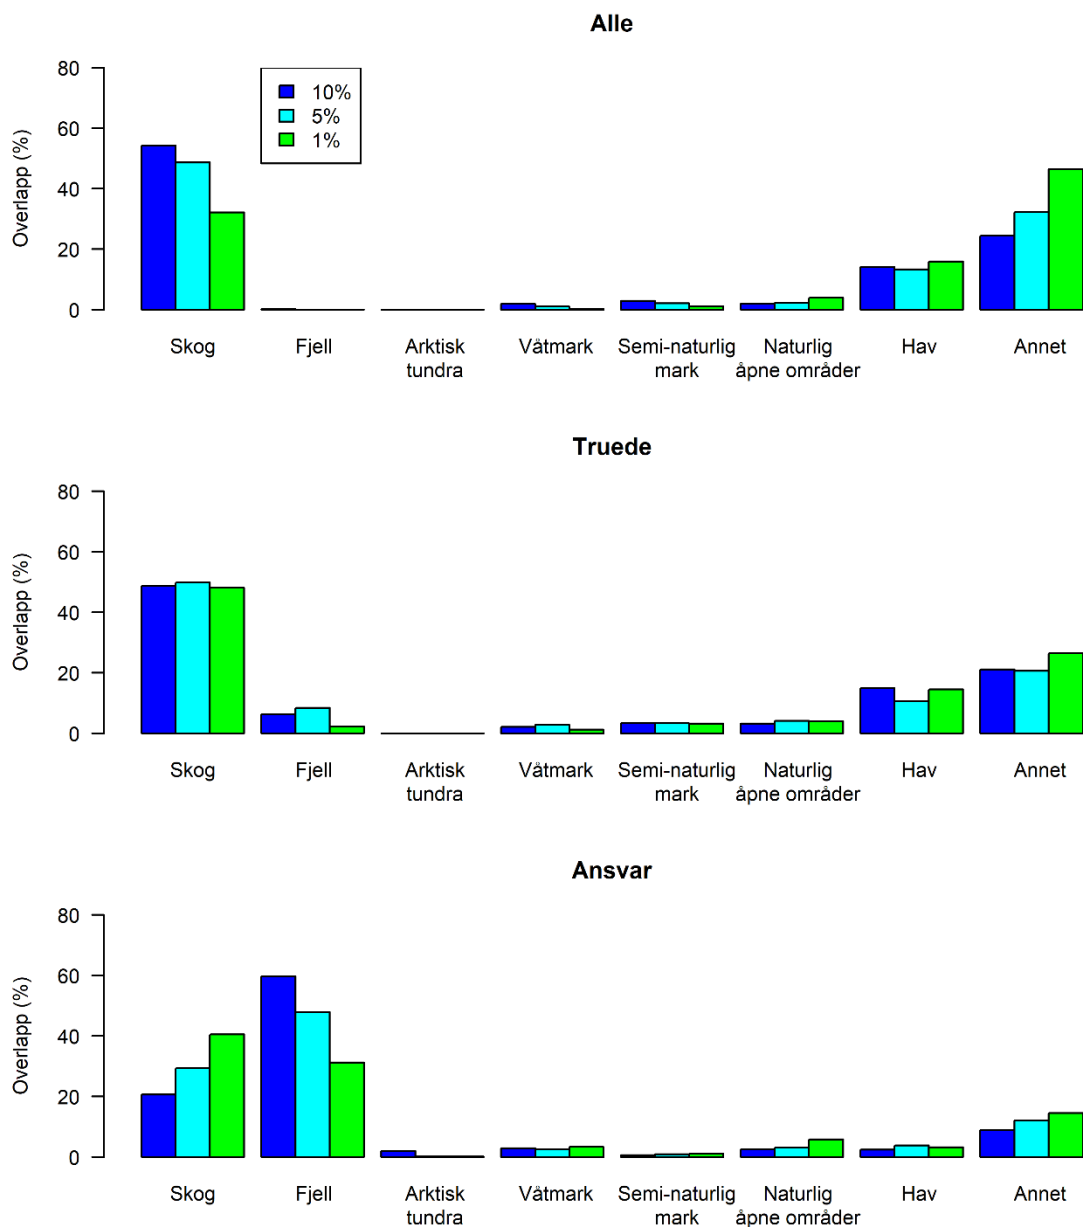 Alle
Overlapp (%)
80
60
40
20
0
10%
5%
1%
Skog Fjell Arktisk Våtmark Semi-naturlig Naturlig Hav Annet
tundra mark åpne områder
Truede
Overlapp (%)
80
60
40
20
0
Skog Fjell Arktisk Våtmark Semi-naturlig Naturlig Hav Annet
tundra mark åpne områder
Ansvar
Overlapp (%)
80
60
40
20
0
Skog Fjell Arktisk Våtmark Semi-naturlig Naturlig Hav Annet
tundra mark åpne områder